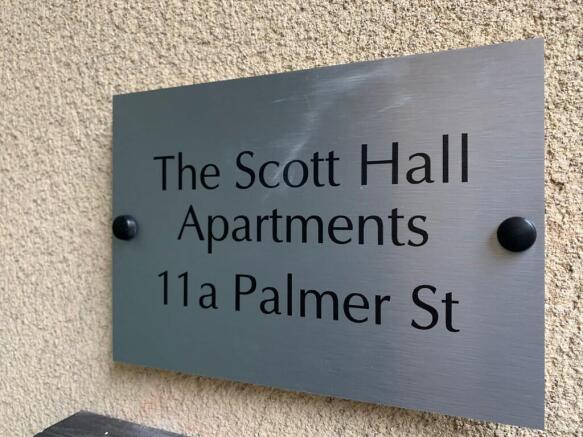 The Scott Hall
Apartments
11a Palmer St